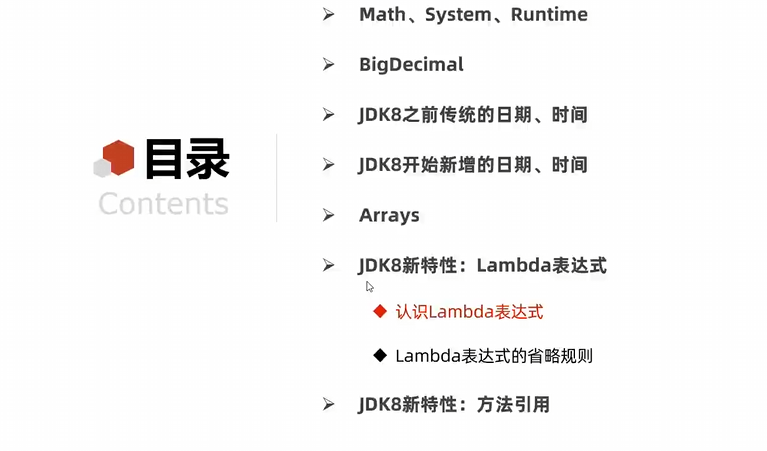 目录
Contents
Math、System、Runtime
BigDecimal
JDK8之前传统的日期、时间
JDK8开始新增的日期、时间
Arrays
JDK8新特性：Lambda表达式
认识Lambda表达式
Lambda表达式的省略规则
JDK8新特性：方法引用